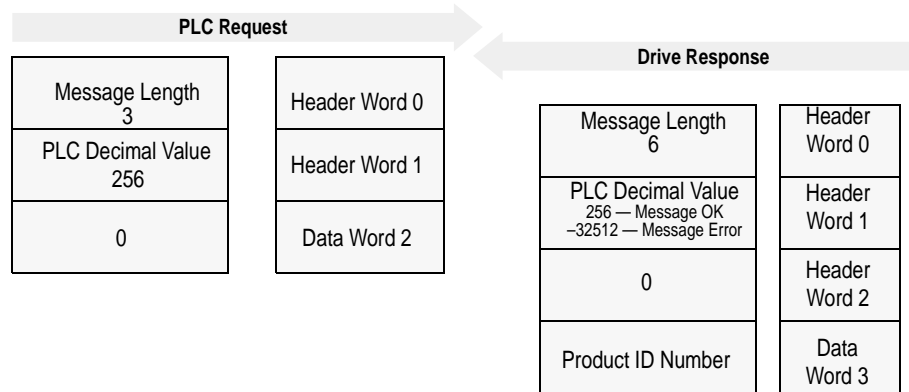 PLC Request
Message Length
3
Header Word 0
PLC Decimal Value
256
Header Word 1
0
Data Word 2
Drive Response
Message Length
6
Header
Word 0
PLC Decimal Value
256 — Message OK
–32512 — Message Error
Header
Word 1
0
Header
Word 2
Product ID Number
Data
Word 3